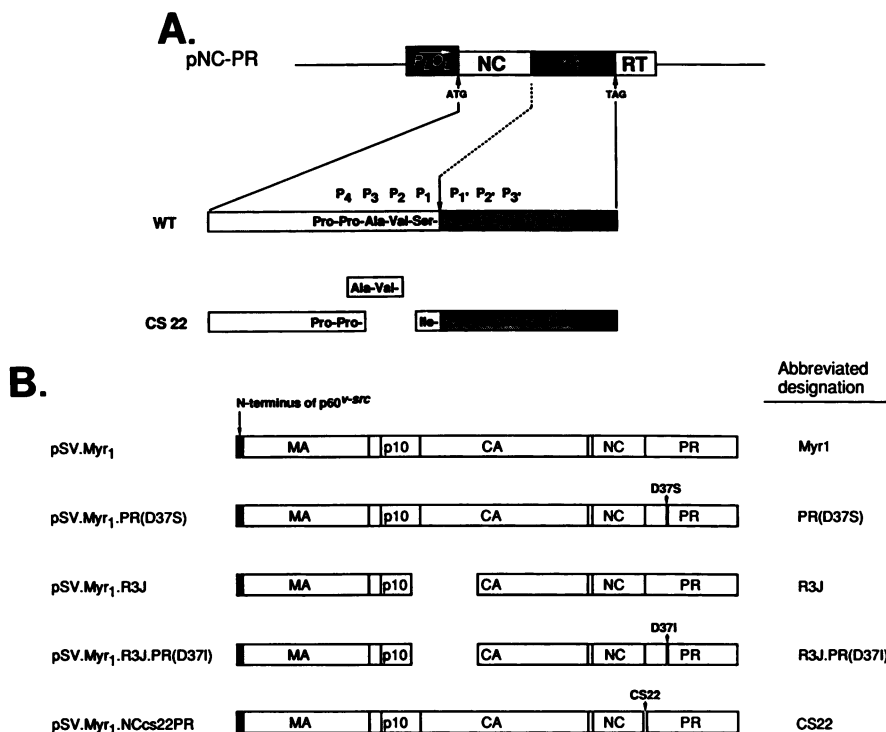 A.
pNC-PR
NC
RT
ATG
TAG
P4 P3 P2 P1 P1' P2' P3'
WT
Pro-Pro-Ala-Val-Ser-
Ala-Val-
CS 22
Pro-Pro-
Ile-
B.
Abbreviated
designation
N-terminus of p60v-src
pSV.Myr1
MA p10 CA NC PR
Myr1
D37S
pSV.Myr1.PR(D37S)
MA p10 CA NC PR
PR(D37S)
pSV.Myr1.R3J
MA p10 CA NC PR
R3J
D37I
pSV.Myr1.R3J.PR(D37I)
MA p10 CA NC PR
R3J.PR(D37I)
CS22
pSV.Myr1.NCcs22PR
MA p10 CA NC PR
CS22